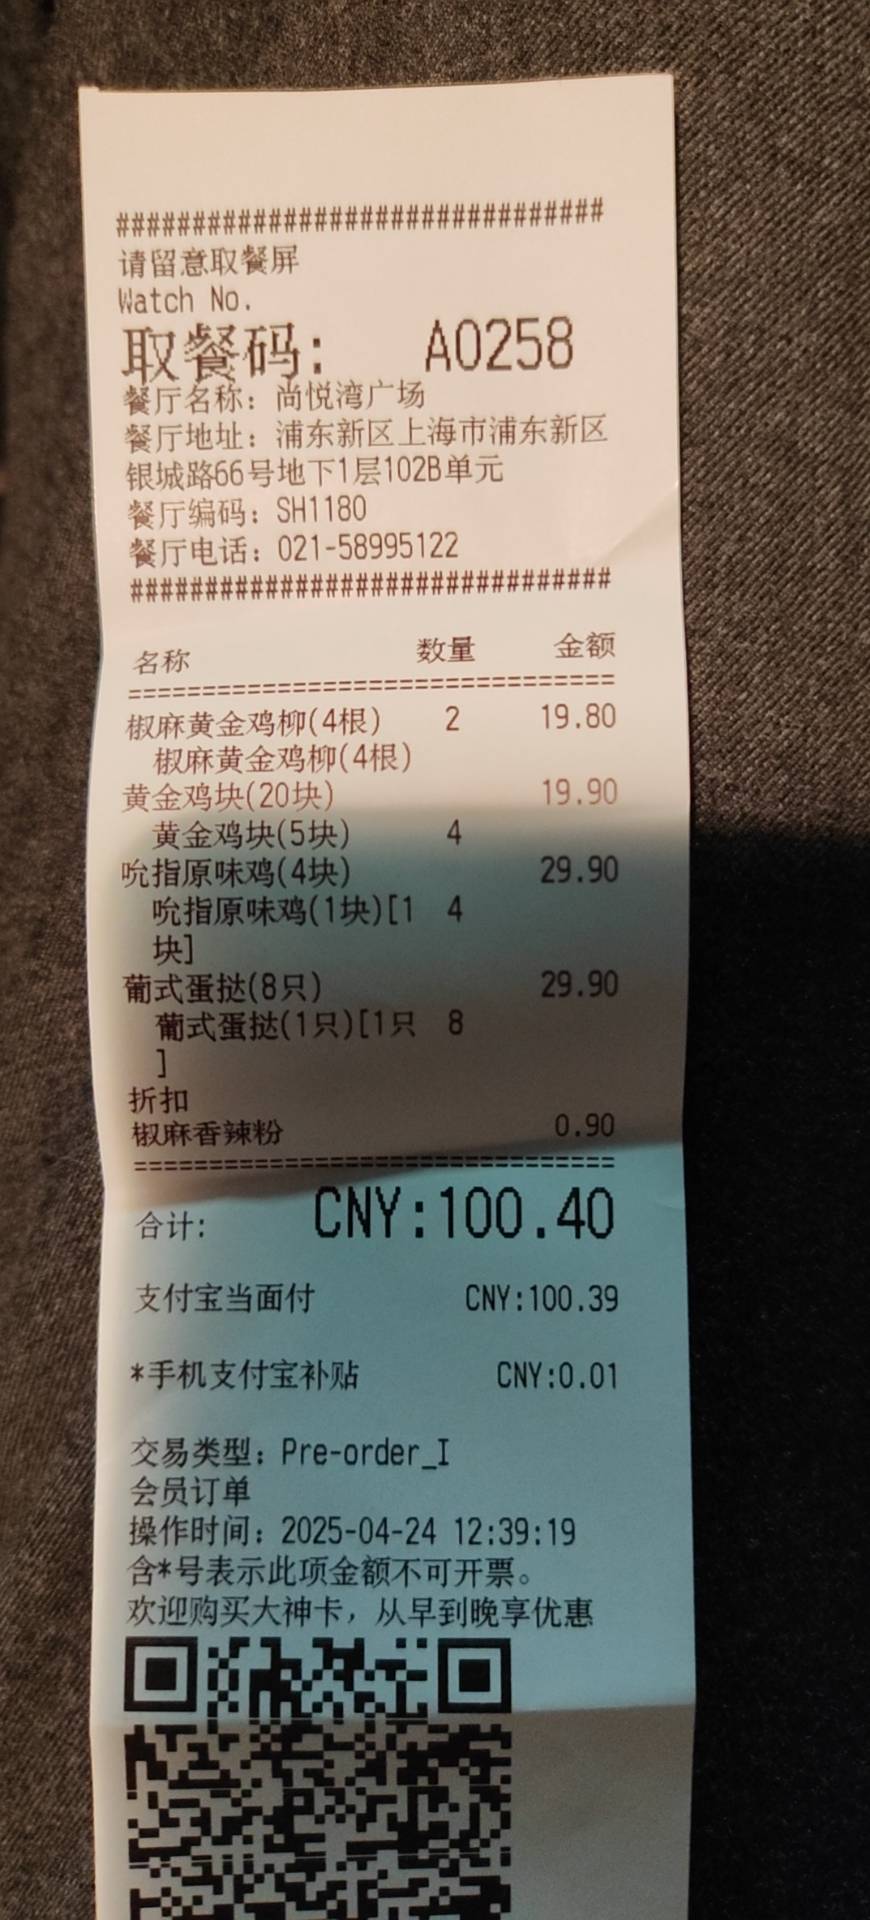 ################################
请留意取餐屏
Watch No.
取餐码: A0258
餐厅名称: 尚悦湾广场
餐厅地址: 浦东新区上海市浦东新区
银城路66号地下1层102B单元
餐厅编码: SH1180
餐厅电话: 021-58995122
################################
名称 数量 金额
================================
椒麻黄金鸡柳(4根) 2 19.80
椒麻黄金鸡柳(4根)
黄金鸡块(20块) 19.90
黄金鸡块(5块) 4
吮指原味鸡(4块) 29.90
吮指原味鸡(1块)[1 4
块]
葡式蛋挞(8只) 29.90
葡式蛋挞(1只)[1只 8
]
折扣
椒麻香辣粉 0.90
================================
合计: CNY:100.40
支付宝当面付 CNY:100.39
*手机支付宝补贴 CNY:0.01
交易类型: Pre-order_I
会员订单
操作时间: 2025-04-24 12:39:19
含*号表示此项金额不可开票。
欢迎购买大神卡，从早到晚享优惠